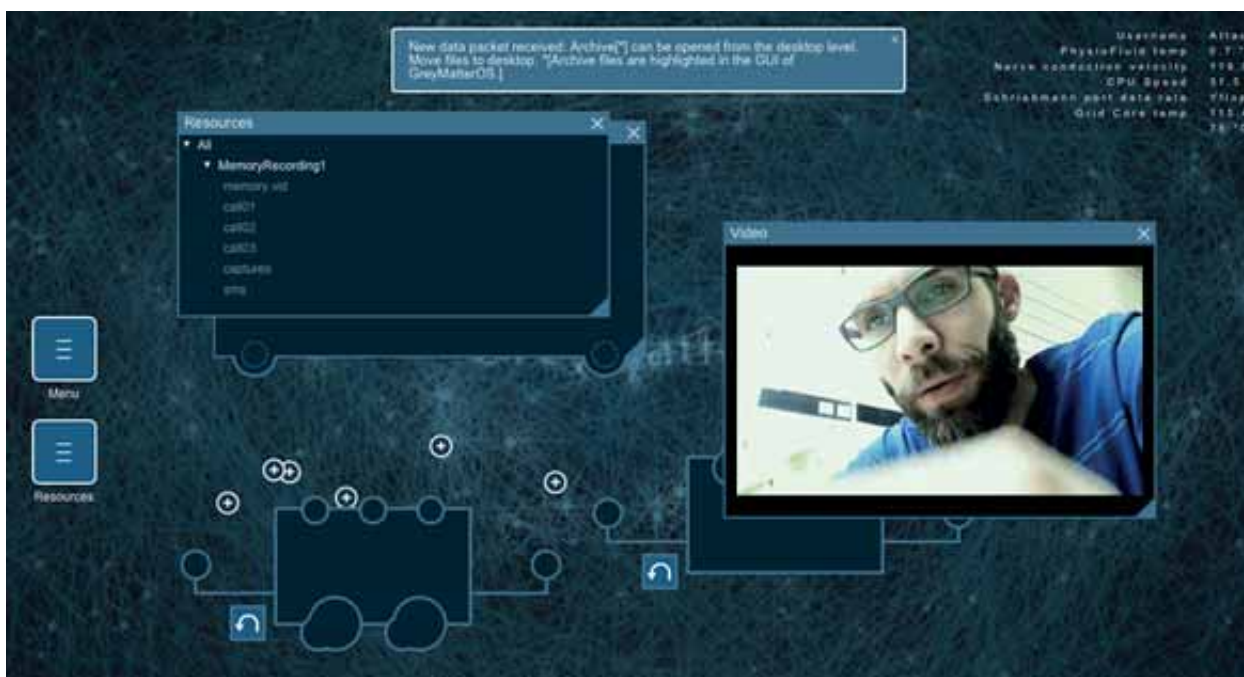 New data packet received. Archive[*] can be opened from the desktop level.
Move files to desktop. *[Archive files are highlighted in the GUI of
GreyMatterOS.]
Username
PhysioFluid temp
Nerve conduction velocity
CPU Speed
port data rate
Grid Core temp
Resources
All
MemoryRecording1
memory.vid
call01
call02
call03
captures
sms
Video
Menu
Resources